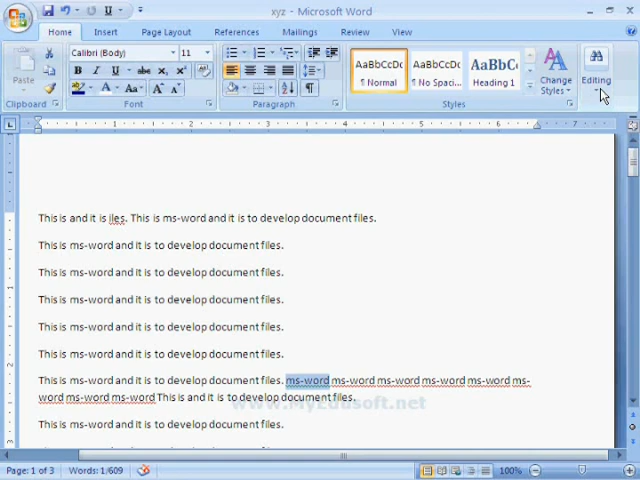 xyz - Microsoft Word
Home Insert Page Layout References Mailings Review View
Calibri (Body) 11
AaBbCcDc AaBbCcDc AaBbC
Paste ¶ Normal ¶ No Spaci... Heading 1 Change Styles Editing
Clipboard Font Paragraph Styles
1 2 3 4 5 6 7
This is and it is iles. This is ms-word and it is to develop document files.
This is ms-word and it is to develop document files.
This is ms-word and it is to develop document files.
This is ms-word and it is to develop document files.
This is ms-word and it is to develop document files.
This is ms-word and it is to develop document files.
This is ms-word and it is to develop document files. ms-word ms-word ms-word ms-word ms-word ms-
word ms-word ms-word This is and it is to develop document files.
www.MyEdusoft.net
This is ms-word and it is to develop document files.
Page: 1 of 3 Words: 1/609 100%